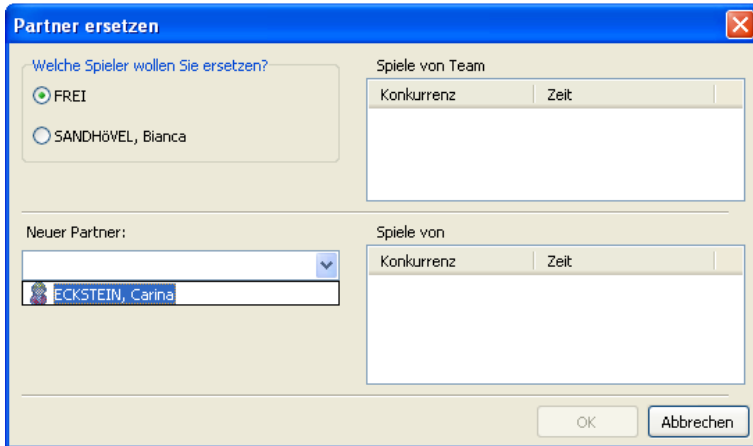 Partner ersetzen
Welche Spieler wollen Sie ersetzen?
FREI
SANDHöVEL, Bianca
Spiele von Team
Konkurrenz Zeit
Neuer Partner:
ECKSTEIN, Carina
Spiele von
Konkurrenz Zeit
OK Abbrechen